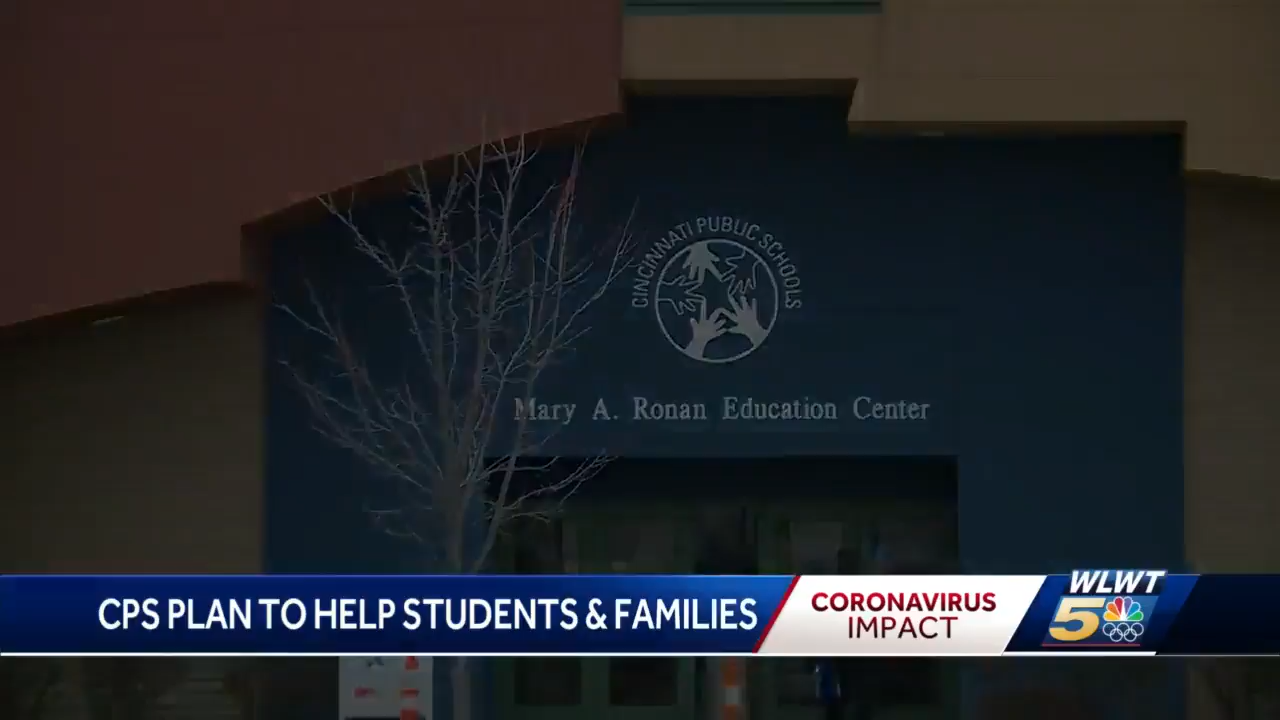 CINCINNATI PUBLIC SCHOOLS
Mary A. Ronan Education Center
CPS PLAN TO HELP STUDENTS & FAMILIES
CORONAVIRUS
IMPACT
WLWT
5